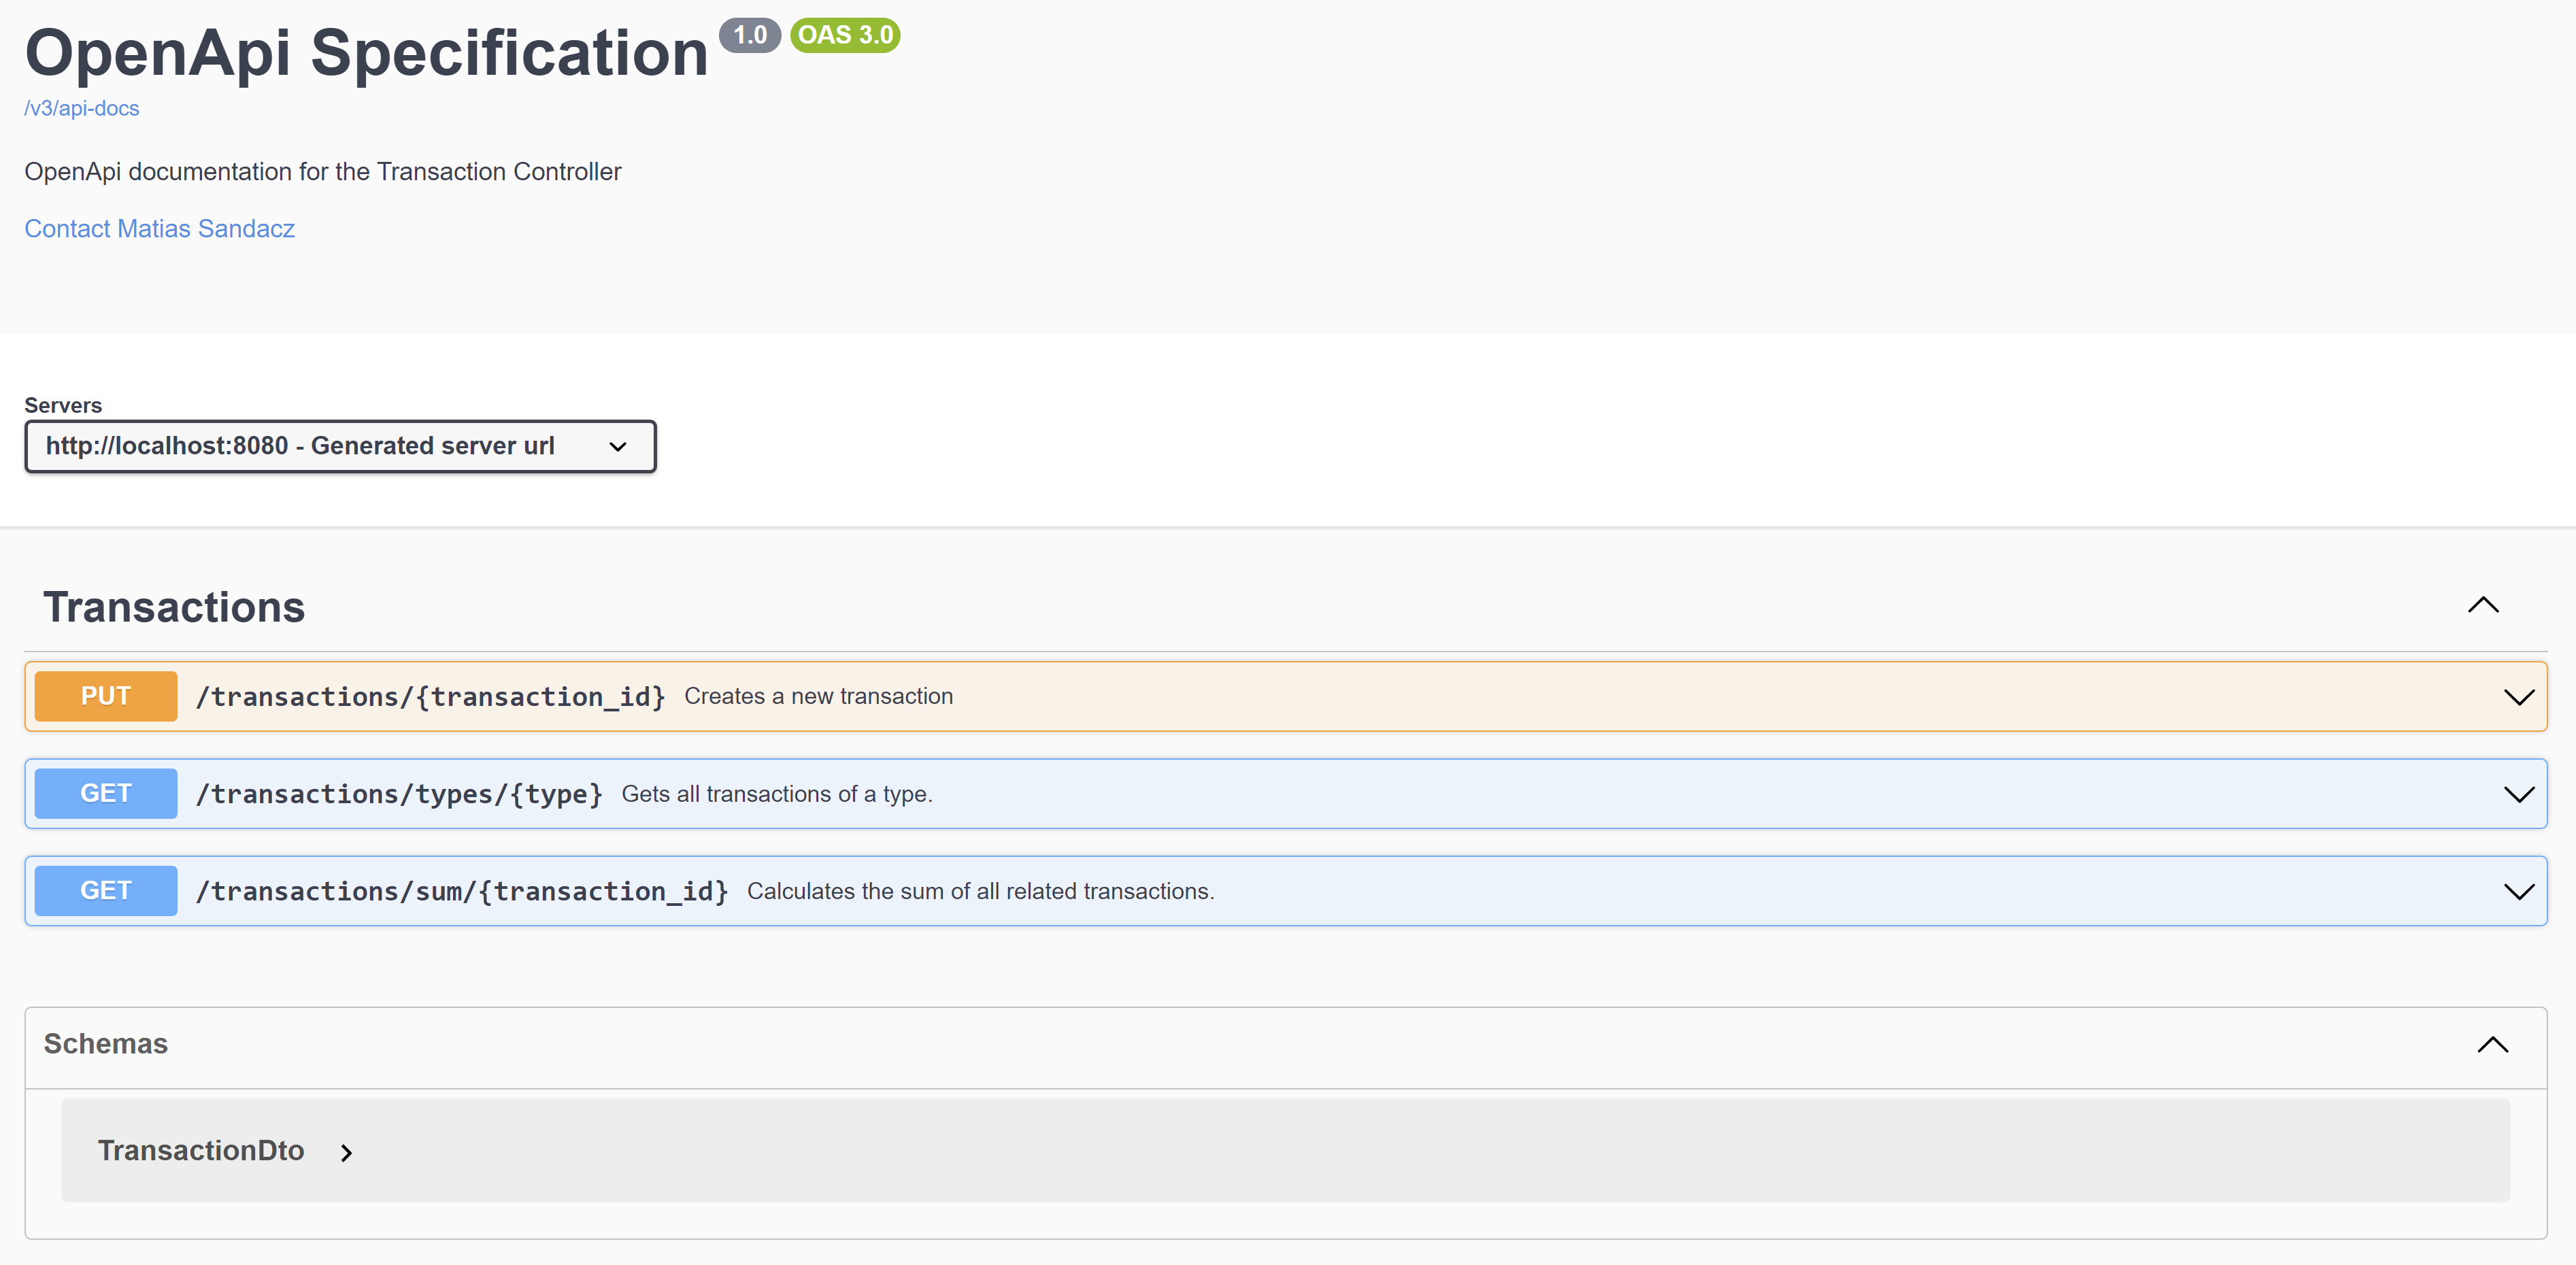 OpenApi Specification 1.0 OAS 3.0
/v3/api-docs
OpenApi documentation for the Transaction Controller
Contact Matias Sandacz
Servers
http://localhost:8080 - Generated server url
Transactions
PUT /transactions/{transaction_id} Creates a new transaction
GET /transactions/types/{type} Gets all transactions of a type.
GET /transactions/sum/{transaction_id} Calculates the sum of all related transactions.
Schemas
TransactionDto